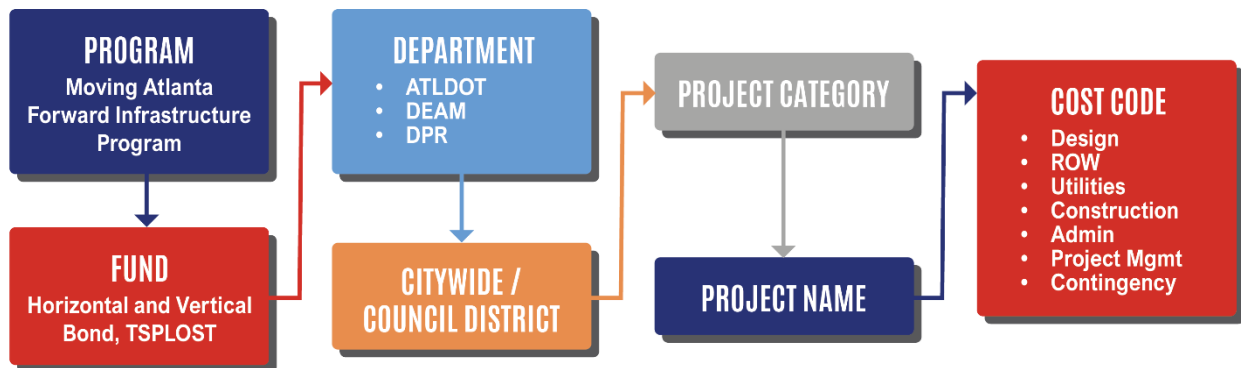 PROGRAM
Moving Atlanta
Forward Infrastructure
Program
FUND
Horizontal and Vertical
Bond, TSPLOST
DEPARTMENT
• ATLDOT
• DEAM
• DPR
CITYWIDE /
COUNCIL DISTRICT
PROJECT CATEGORY
PROJECT NAME
COST CODE
• Design
• ROW
• Utilities
• Construction
• Admin
• Project Mgmt
• Contingency